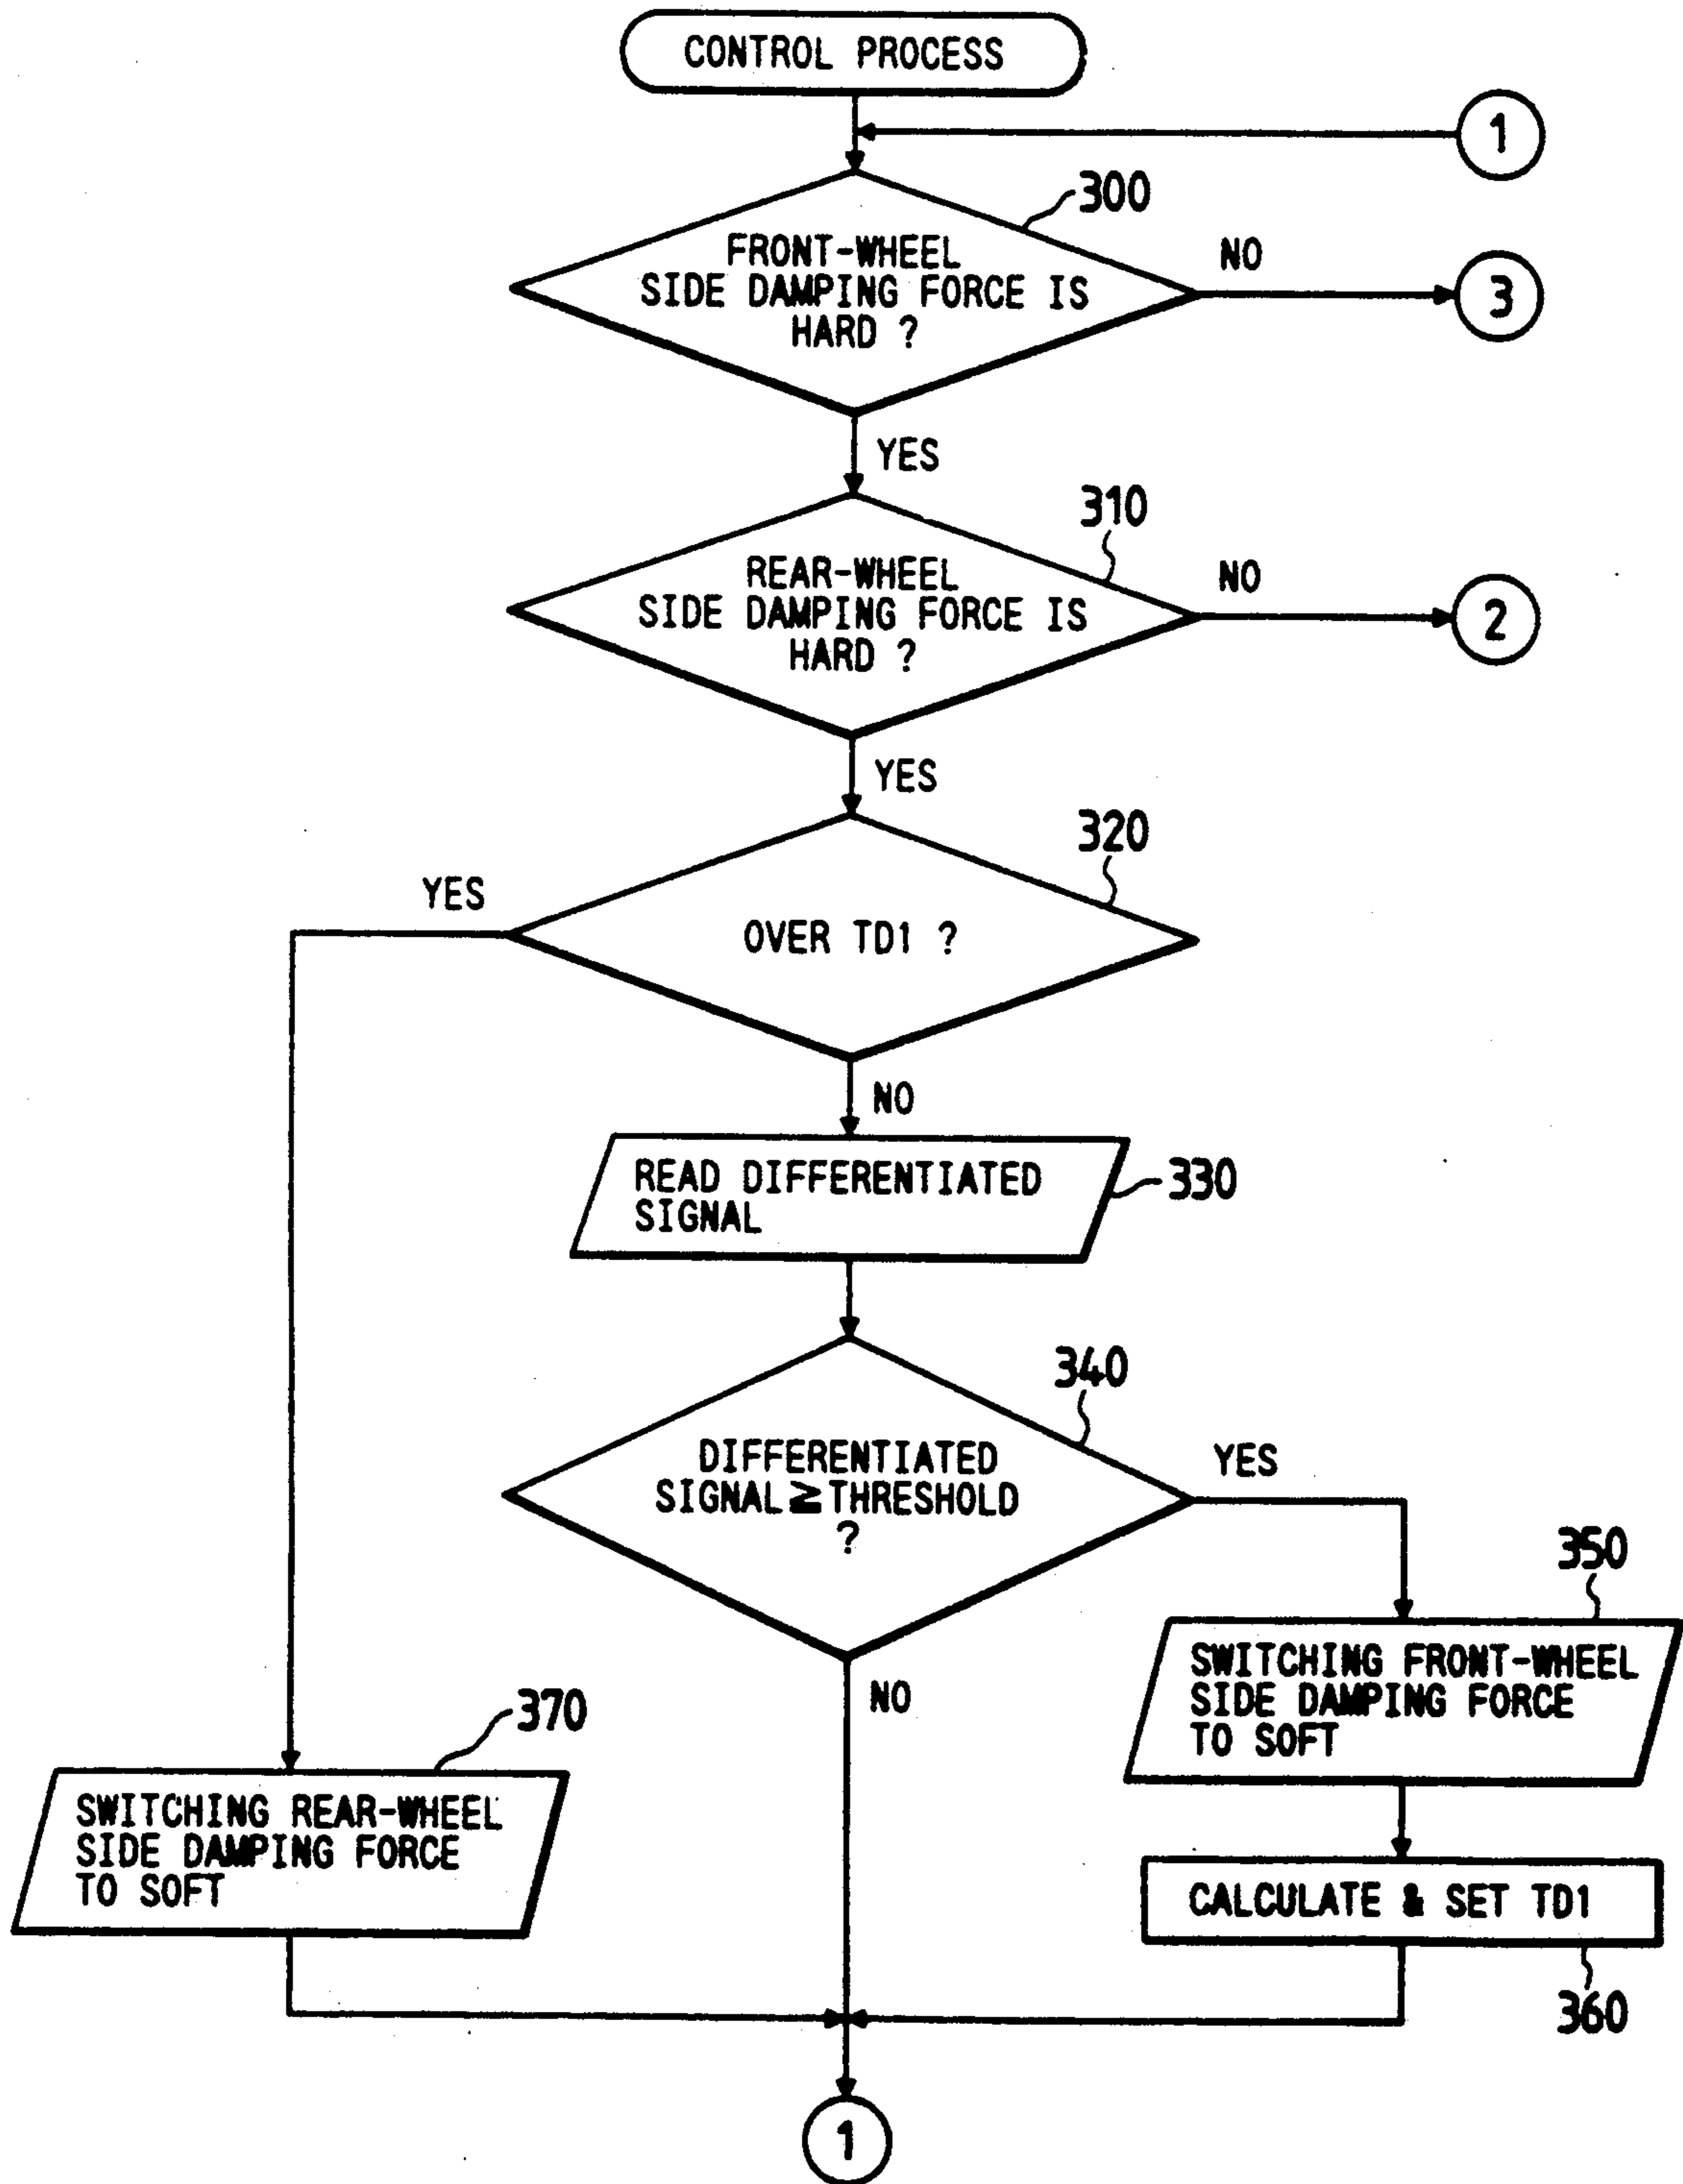 CONTROL PROCESS
1
300
FRONT-WHEEL
SIDE DAMPING FORCE IS
HARD ?
NO
3
YES
310
REAR-WHEEL
SIDE DAMPING FORCE IS
HARD ?
NO
2
YES
320
YES
OVER TD1 ?
NO
READ DIFFERENTIATED
SIGNAL
330
340
DIFFERENTIATED
SIGNAL≧THRESHOLD
?
YES
350
SWITCHING FRONT-WHEEL
SIDE DAMPING FORCE
TO SOFT
NO
370
SWITCHING REAR-WHEEL
SIDE DAMPING FORCE
TO SOFT
CALCULATE & SET TD1
360
1